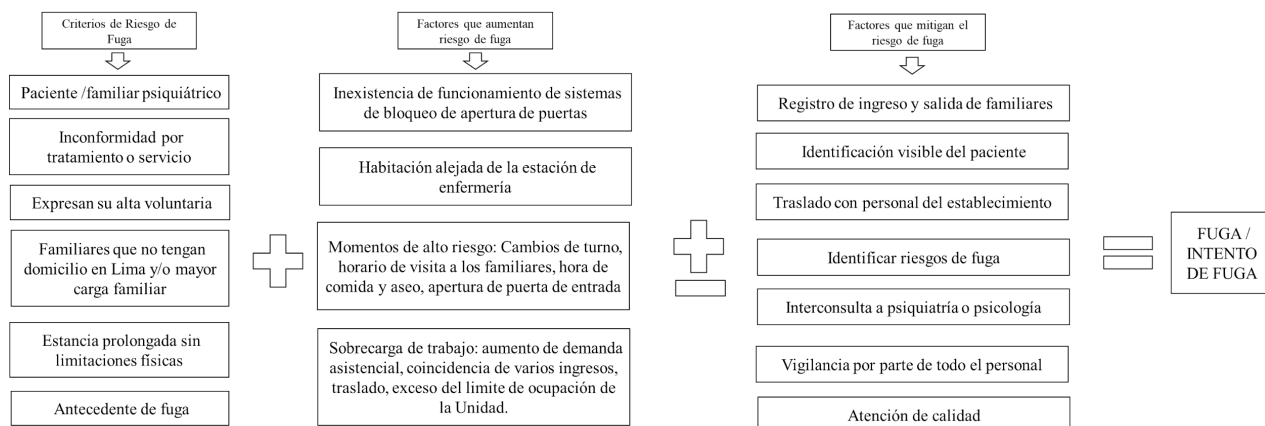 Criterios de Riesgo de
Fuga
Paciente /familiar psiquiátrico
Inconformidad por
tratamiento o servicio
Expresan su alta voluntaria
Familiares que no tengan
domicilio en Lima y/o mayor
carga familiar
Estancia prolongada sin
limitaciones físicas
Antecedente de fuga
Factores que aumentan
riesgo de fuga
Inexistencia de funcionamiento de sistemas
de bloqueo de apertura de puertas
Habitación alejada de la estación de
enfermería
Momentos de alto riesgo: Cambios de turno,
horario de visita a los familiares, hora de
comida y aseo, apertura de puerta de entrada
Sobrecarga de trabajo: aumento de demanda
asistencial, coincidencia de varios ingresos,
traslado, exceso del limite de ocupación de
la Unidad.
Factores que mitigan el
riesgo de fuga
Registro de ingreso y salida de familiares
Identificación visible del paciente
Traslado con personal del establecimiento
Identificar riesgos de fuga
Interconsulta a psiquiatría o psicología
Vigilancia por parte de todo el personal
Atención de calidad
FUGA /
INTENTO
DE FUGA